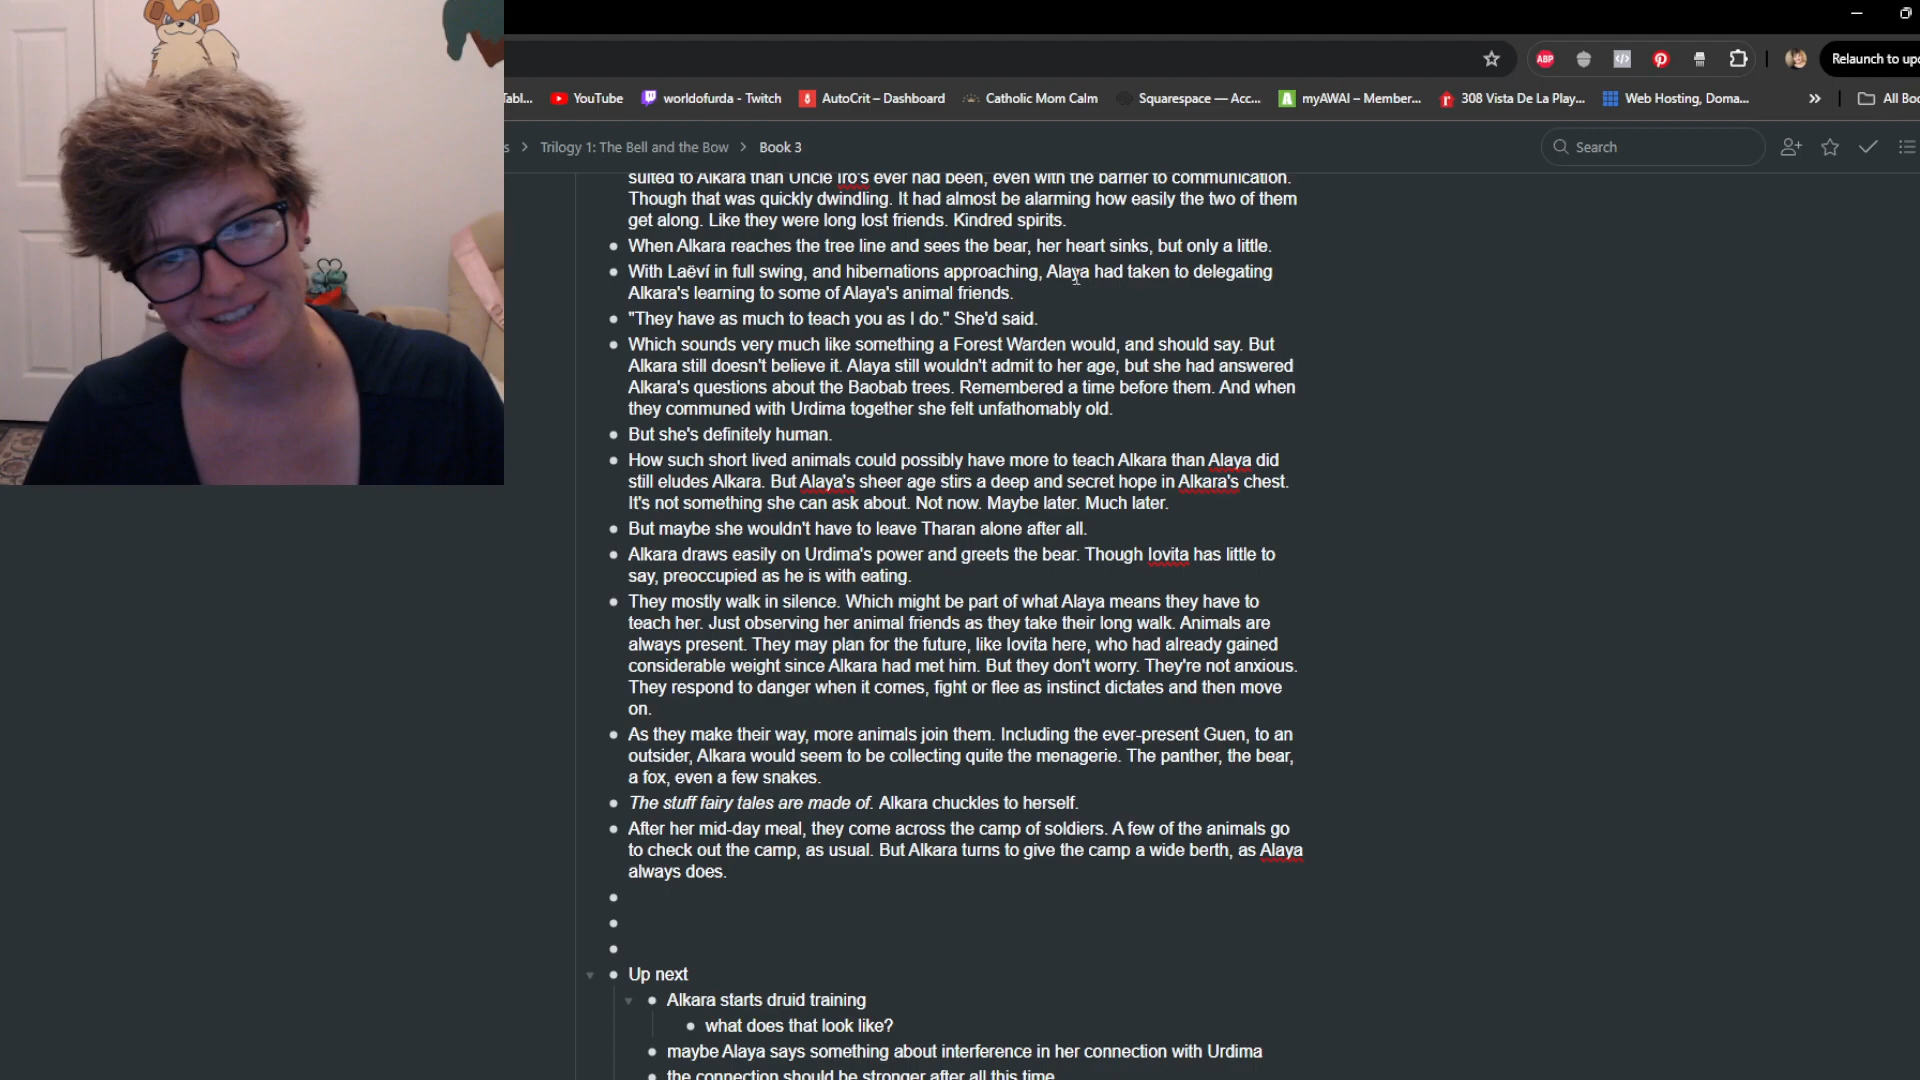 Relaunch to upd
ABP
Tabl...
YouTube
worldofurda - Twitch
AutoCrit – Dashboard
Catholic Mom Calm
Squarespace — Acc...
myAWAI – Member...
308 Vista De La Play...
Web Hosting, Doma...
»
All Boo
s > Trilogy 1: The Bell and the Bow > Book 3
Search
suited to Alkara than Uncle Iro's ever had been, even with the barrier to communication.
Though that was quickly dwindling. It had almost be alarming how easily the two of them
get along. Like they were long lost friends. Kindred spirits.
When Alkara reaches the tree line and sees the bear, her heart sinks, but only a little.
With Laëví in full swing, and hibernations approaching, Alaya had taken to delegating
Alkara's learning to some of Alaya's animal friends.
"They have as much to teach you as I do." She'd said.
Which sounds very much like something a Forest Warden would, and should say. But
Alkara still doesn't believe it. Alaya still wouldn't admit to her age, but she had answered
Alkara's questions about the Baobab trees. Remembered a time before them. And when
they communed with Urdima together she felt unfathomably old.
But she's definitely human.
How such short lived animals could possibly have more to teach Alkara than Alaya did
still eludes Alkara. But Alaya's sheer age stirs a deep and secret hope in Alkara's chest.
It's not something she can ask about. Not now. Maybe later. Much later.
But maybe she wouldn't have to leave Tharan alone after all.
Alkara draws easily on Urdima's power and greets the bear. Though Iovita has little to
say, preoccupied as he is with eating.
They mostly walk in silence. Which might be part of what Alaya means they have to
teach her. Just observing her animal friends as they take their long walk. Animals are
always present. They may plan for the future, like Iovita here, who had already gained
considerable weight since Alkara had met him. But they don't worry. They're not anxious.
They respond to danger when it comes, fight or flee as instinct dictates and then move
on.
As they make their way, more animals join them. Including the ever-present Guen, to an
outsider, Alkara would seem to be collecting quite the menagerie. The panther, the bear,
a fox, even a few snakes.
The stuff fairy tales are made of. Alkara chuckles to herself.
After her mid-day meal, they come across the camp of soldiers. A few of the animals go
to check out the camp, as usual. But Alkara turns to give the camp a wide berth, as Alaya
always does.
Up next
Alkara starts druid training
what does that look like?
maybe Alaya says something about interference in her connection with Urdima
the connection should be stronger after all this time